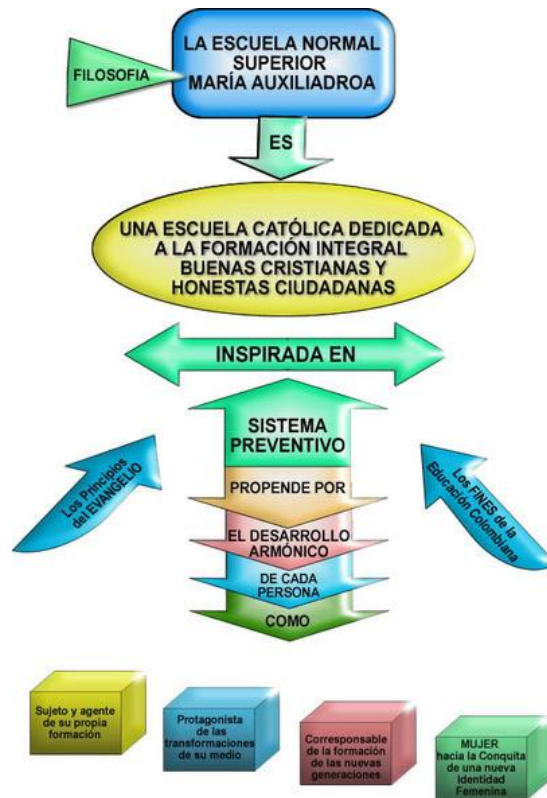 FILOSOFIA
LA ESCUELA NORMAL
SUPERIOR
MARÍA AUXILIADROA
ES
UNA ESCUELA CATÓLICA DEDICADA
A LA FORMACIÓN INTEGRAL
BUENAS CRISTIANAS Y
HONESTAS CIUDADANAS
INSPIRADA EN
SISTEMA
PREVENTIVO
Los Principios
del EVANGELIO
Los FINES de la
Educación Colombiana
PROPENDE POR
EL DESARROLLO
ARMÓNICO
DE CADA
PERSONA
COMO
Sujeto y agente
de su propia
formación
Protagonista
de las
transformaciones
de su medio
Corresponsable
de la formación
de las nuevas
generaciones
MUJER
hacia la Conquita
de una nueva
Identidad
Femenina